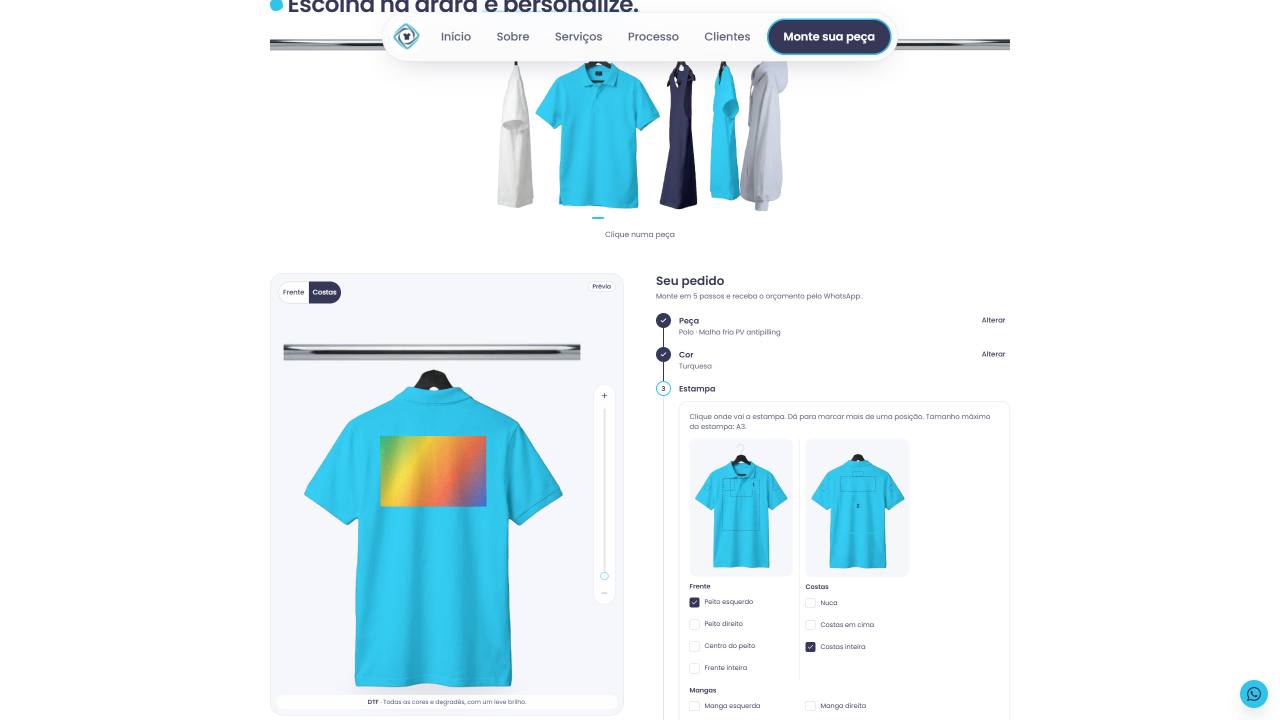 Escolha na arara e personalize.
Início
Sobre
Serviços
Processo
Clientes
Monte sua peça
Clique numa peça
Frente
Costas
Prévia
DTF · Todas as cores e degradês, com um leve brilho.
Seu pedido
Monte em 5 passos e receba o orçamento pelo WhatsApp.
Peça
Alterar
Polo · Malha fria PV antipilling
Cor
Alterar
Turquesa
3
Estampa
Clique onde vai a estampa. Dá para marcar mais de uma posição. Tamanho máximo
da estampa: A3.
Frente
Peito esquerdo
Peito direito
Centro do peito
Frente inteira
Costas
Nuca
Costas em cima
Costas inteira
Mangas
Manga esquerda
Manga direita